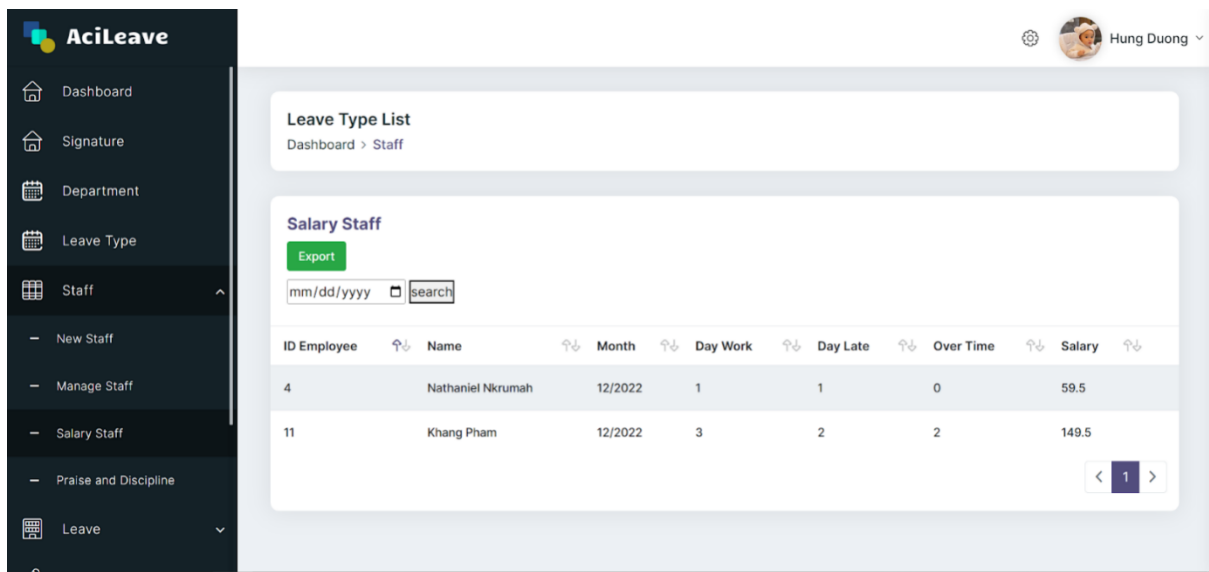 AciLeave
Hung Duong
Dashboard
Signature
Department
Leave Type
Staff
New Staff
Manage Staff
Salary Staff
Praise and Discipline
Leave
Leave Type List
Dashboard > Staff
Salary Staff
Export
mm/dd/yyyy search
ID Employee Name Month Day Work Day Late Over Time Salary
4 Nathaniel Nkrumah 12/2022 1 1 0 59.5
11 Khang Pham 12/2022 3 2 2 149.5
< 1 >